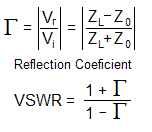 Γ = |Vr/Vi| = |ZL−Z0/ZL+Z0|
Reflection Coeficient
VSWR = 1 + Γ / 1 − Γ